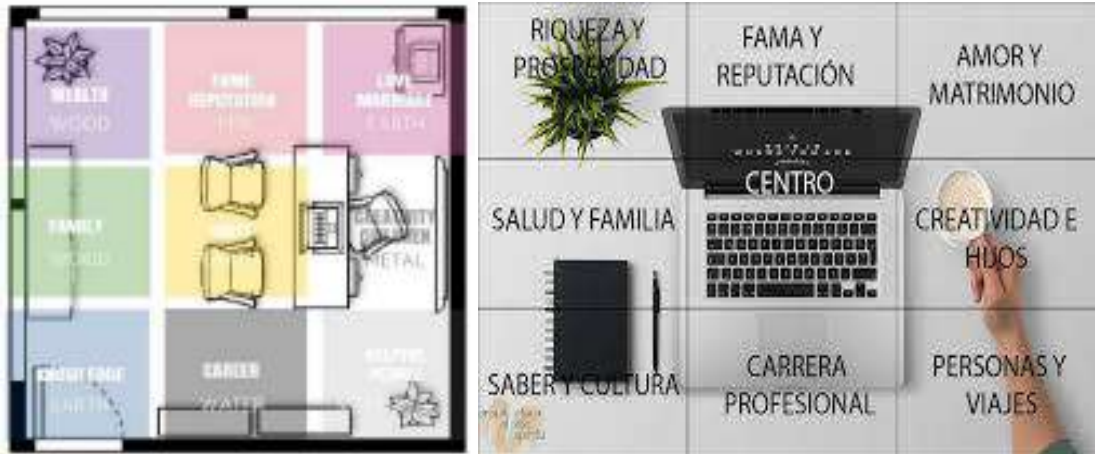 WEALTH
WOOD
FAME
REPUTATION
FIRE
LOVE
MARRIAGE
EARTH
FAMILY
WOOD
CREATIVITY
CHILDREN
METAL
KNOWLEDGE
EARTH
CAREER
WATER
HELPFUL
PEOPLE
RIQUEZA Y
PROSPERIDAD
FAMA Y
REPUTACIÓN
AMOR Y
MATRIMONIO
SALUD Y FAMILIA
CENTRO
CREATIVIDAD E
HIJOS
SABER Y CULTURA
CARRERA
PROFESIONAL
PERSONAS Y
VIAJES